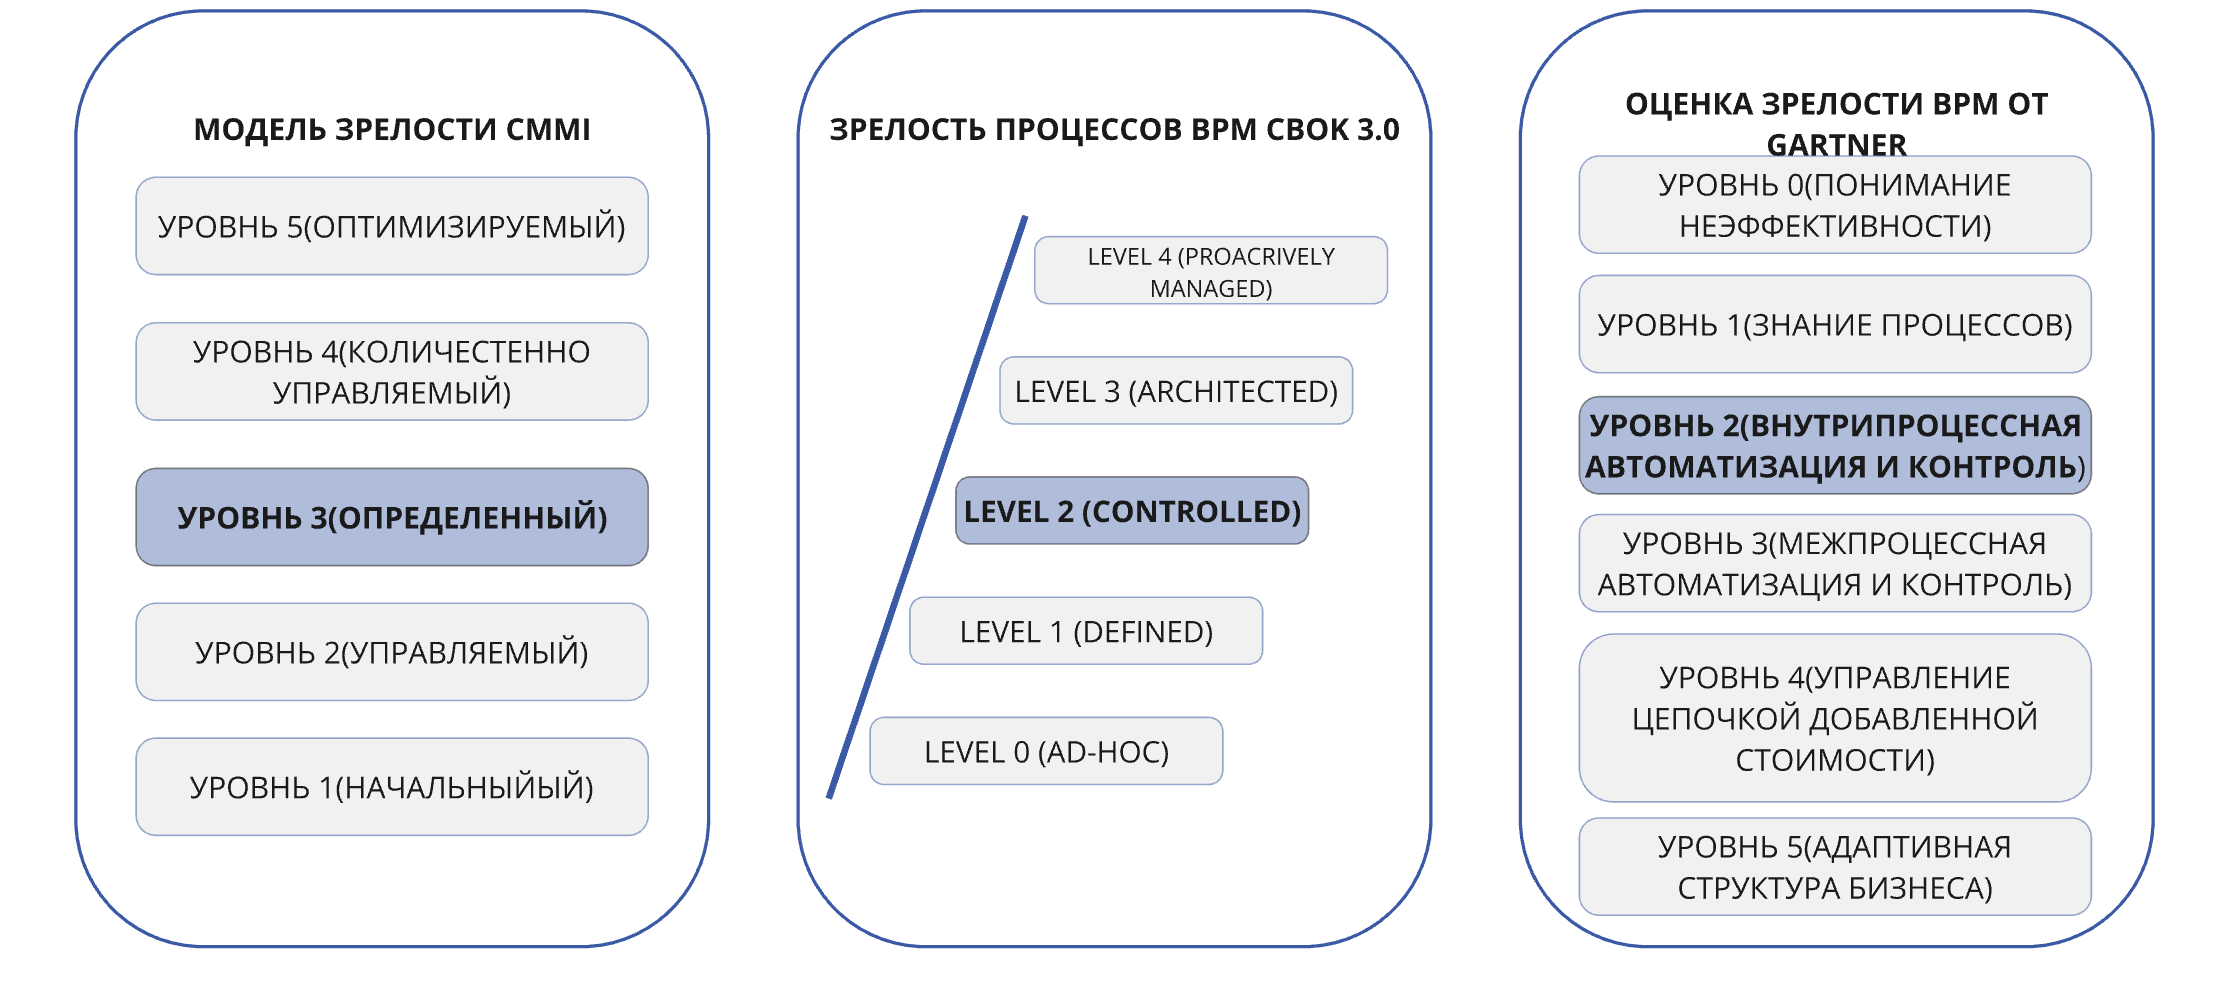 МОДЕЛЬ ЗРЕЛОСТИ CMMI
УРОВНЬ 5(ОПТИМИЗИРУЕМЫЙ)
УРОВНЬ 4(КОЛИЧЕСТЕННО
УПРАВЛЯЕМЫЙ)
УРОВНЬ 3(ОПРЕДЕЛЕННЫЙ)
УРОВНЬ 2(УПРАВЛЯЕМЫЙ)
УРОВНЬ 1(НАЧАЛЬНЫЙЫЙ)
ЗРЕЛОСТЬ ПРОЦЕССОВ BPM CBOK 3.0
LEVEL 4 (PROACRIVELY
MANAGED)
LEVEL 3 (ARCHITECTED)
LEVEL 2 (CONTROLLED)
LEVEL 1 (DEFINED)
LEVEL 0 (AD-HOC)
ОЦЕНКА ЗРЕЛОСТИ BPM ОТ
GARTNER
УРОВНЬ 0(ПОНИМАНИЕ
НЕЭФФЕКТИВНОСТИ)
УРОВНЬ 1(ЗНАНИЕ ПРОЦЕССОВ)
УРОВНЬ 2(ВНУТРИПРОЦЕССНАЯ
АВТОМАТИЗАЦИЯ И КОНТРОЛЬ)
УРОВНЬ 3(МЕЖПРОЦЕССНАЯ
АВТОМАТИЗАЦИЯ И КОНТРОЛЬ)
УРОВНЬ 4(УПРАВЛЕНИЕ
ЦЕПОЧКОЙ ДОБАВЛЕННОЙ
СТОИМОСТИ)
УРОВНЬ 5(АДАПТИВНАЯ
СТРУКТУРА БИЗНЕСА)